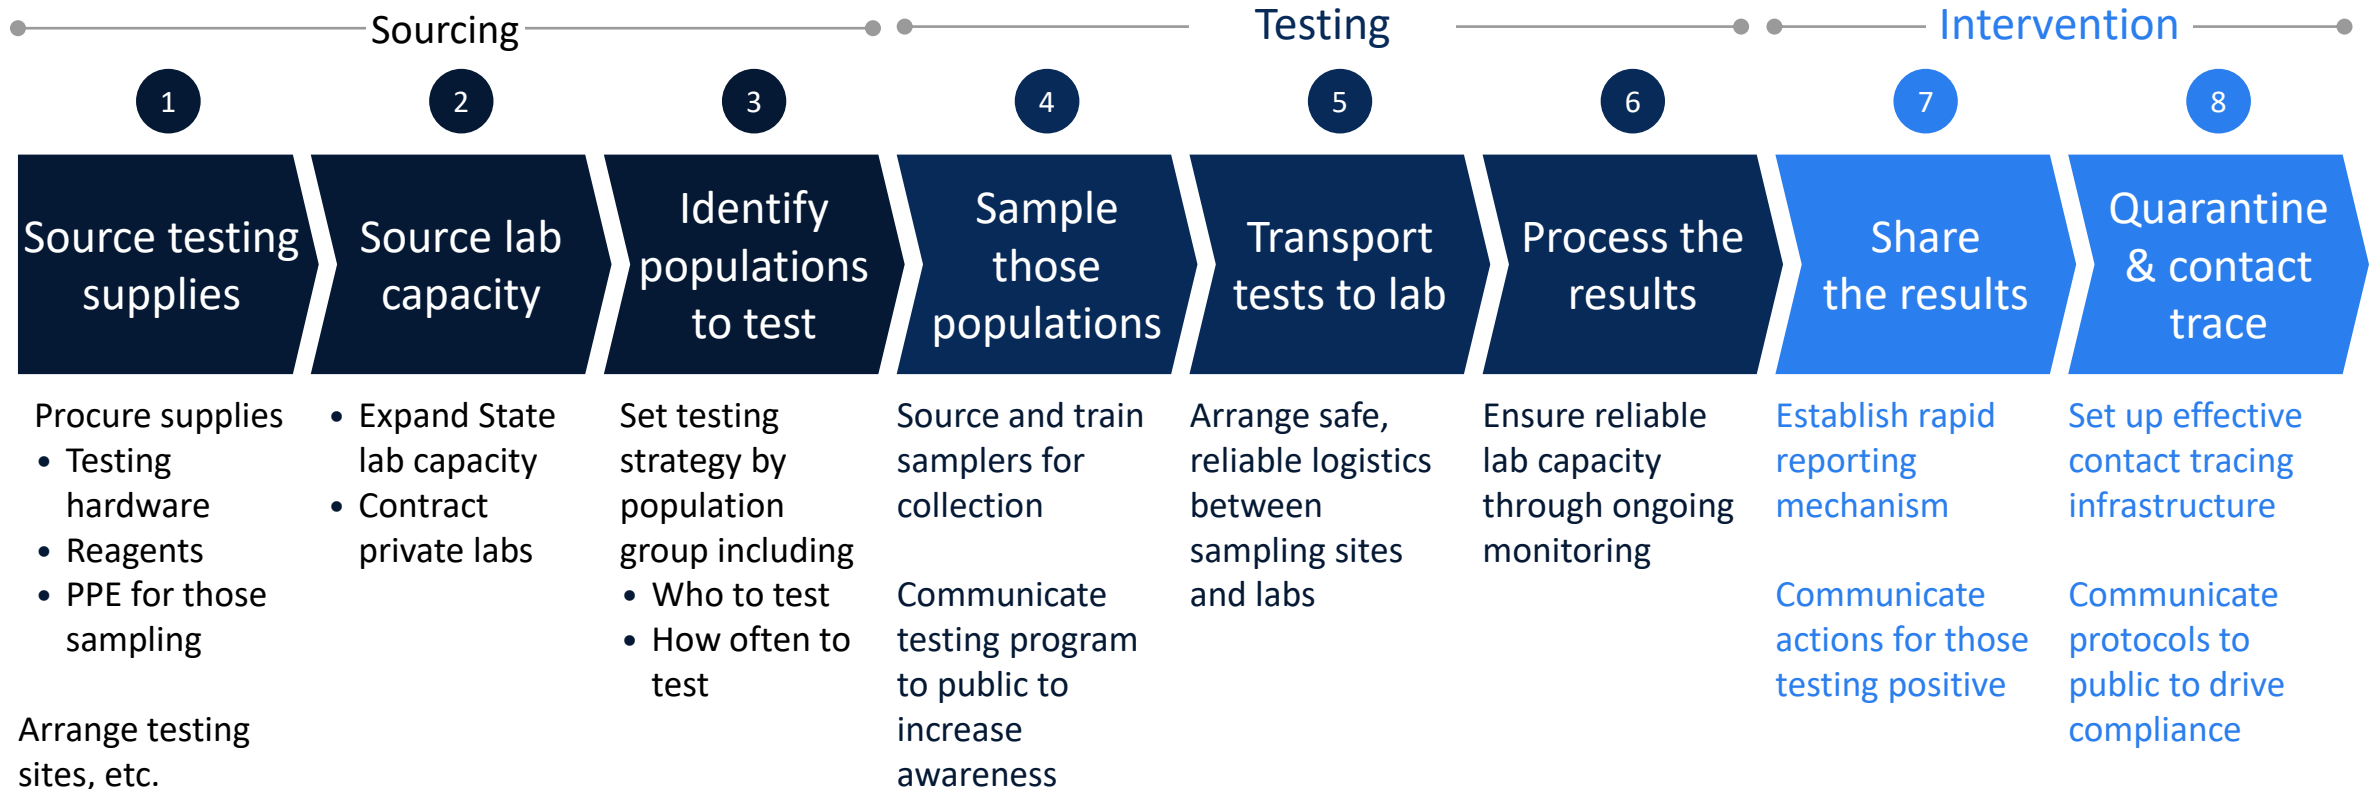 Sourcing
Testing
Intervention
1
2
3
4
5
6
7
8
Source testing
supplies
Source lab
capacity
Identify
populations
to test
Sample
those
populations
Transport
tests to lab
Process the
results
Share
the results
Quarantine
& contact
trace
Procure supplies
• Testing
hardware
• Reagents
• PPE for those
sampling
Arrange testing
sites, etc.
• Expand State
lab capacity
• Contract
private labs
Set testing
strategy by
population
group including
• Who to test
• How often to
test
Source and train
samplers for
collection
Communicate
testing program
to public to
increase
awareness
Arrange safe,
reliable logistics
between
sampling sites
and labs
Ensure reliable
lab capacity
through ongoing
monitoring
Establish rapid
reporting
mechanism
Communicate
actions for those
testing positive
Set up effective
contact tracing
infrastructure
Communicate
protocols to
public to drive
compliance